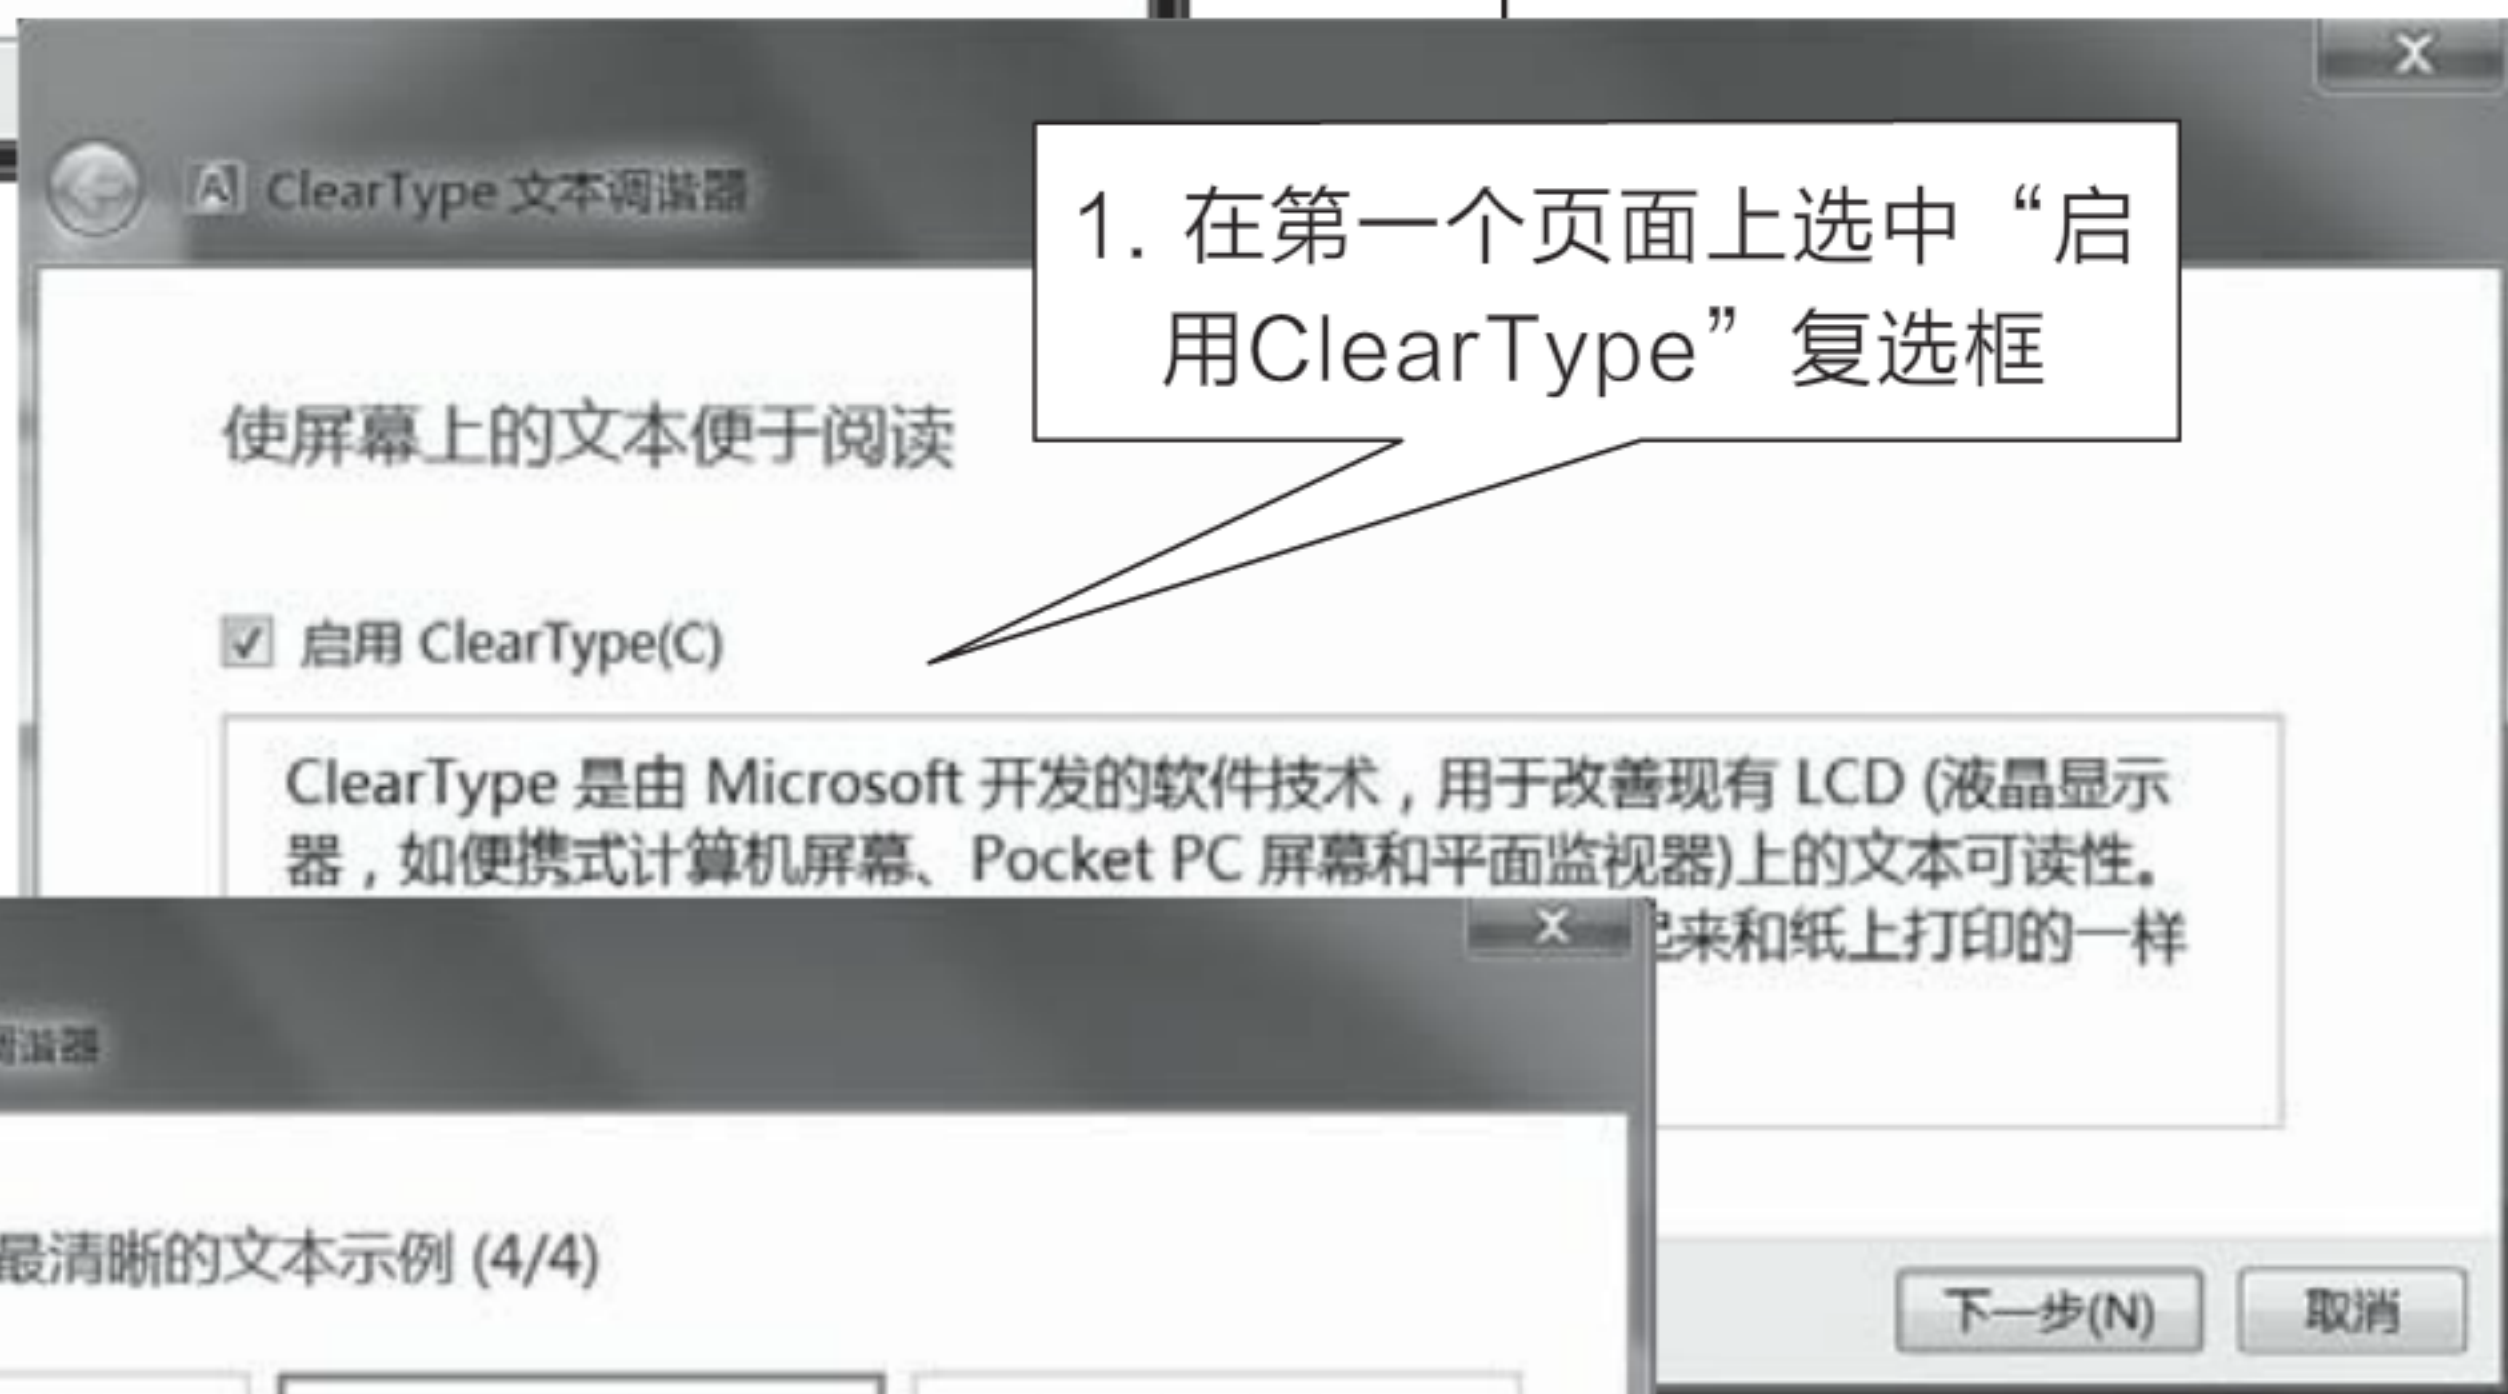 ClearType 文本调谐器
1. 在第一个页面上选中“启
用ClearType”复选框
使屏幕上的文本便于阅读
启用 ClearType(C)
ClearType 是由 Microsoft 开发的软件技术，用于改善现有 LCD (液晶显示
器，如便携式计算机屏幕、Pocket PC 屏幕和平面监视器)上的文本可读性。
来和纸上打印的一样
调谐器
最清晰的文本示例 (4/4)
下一步(N)
取消